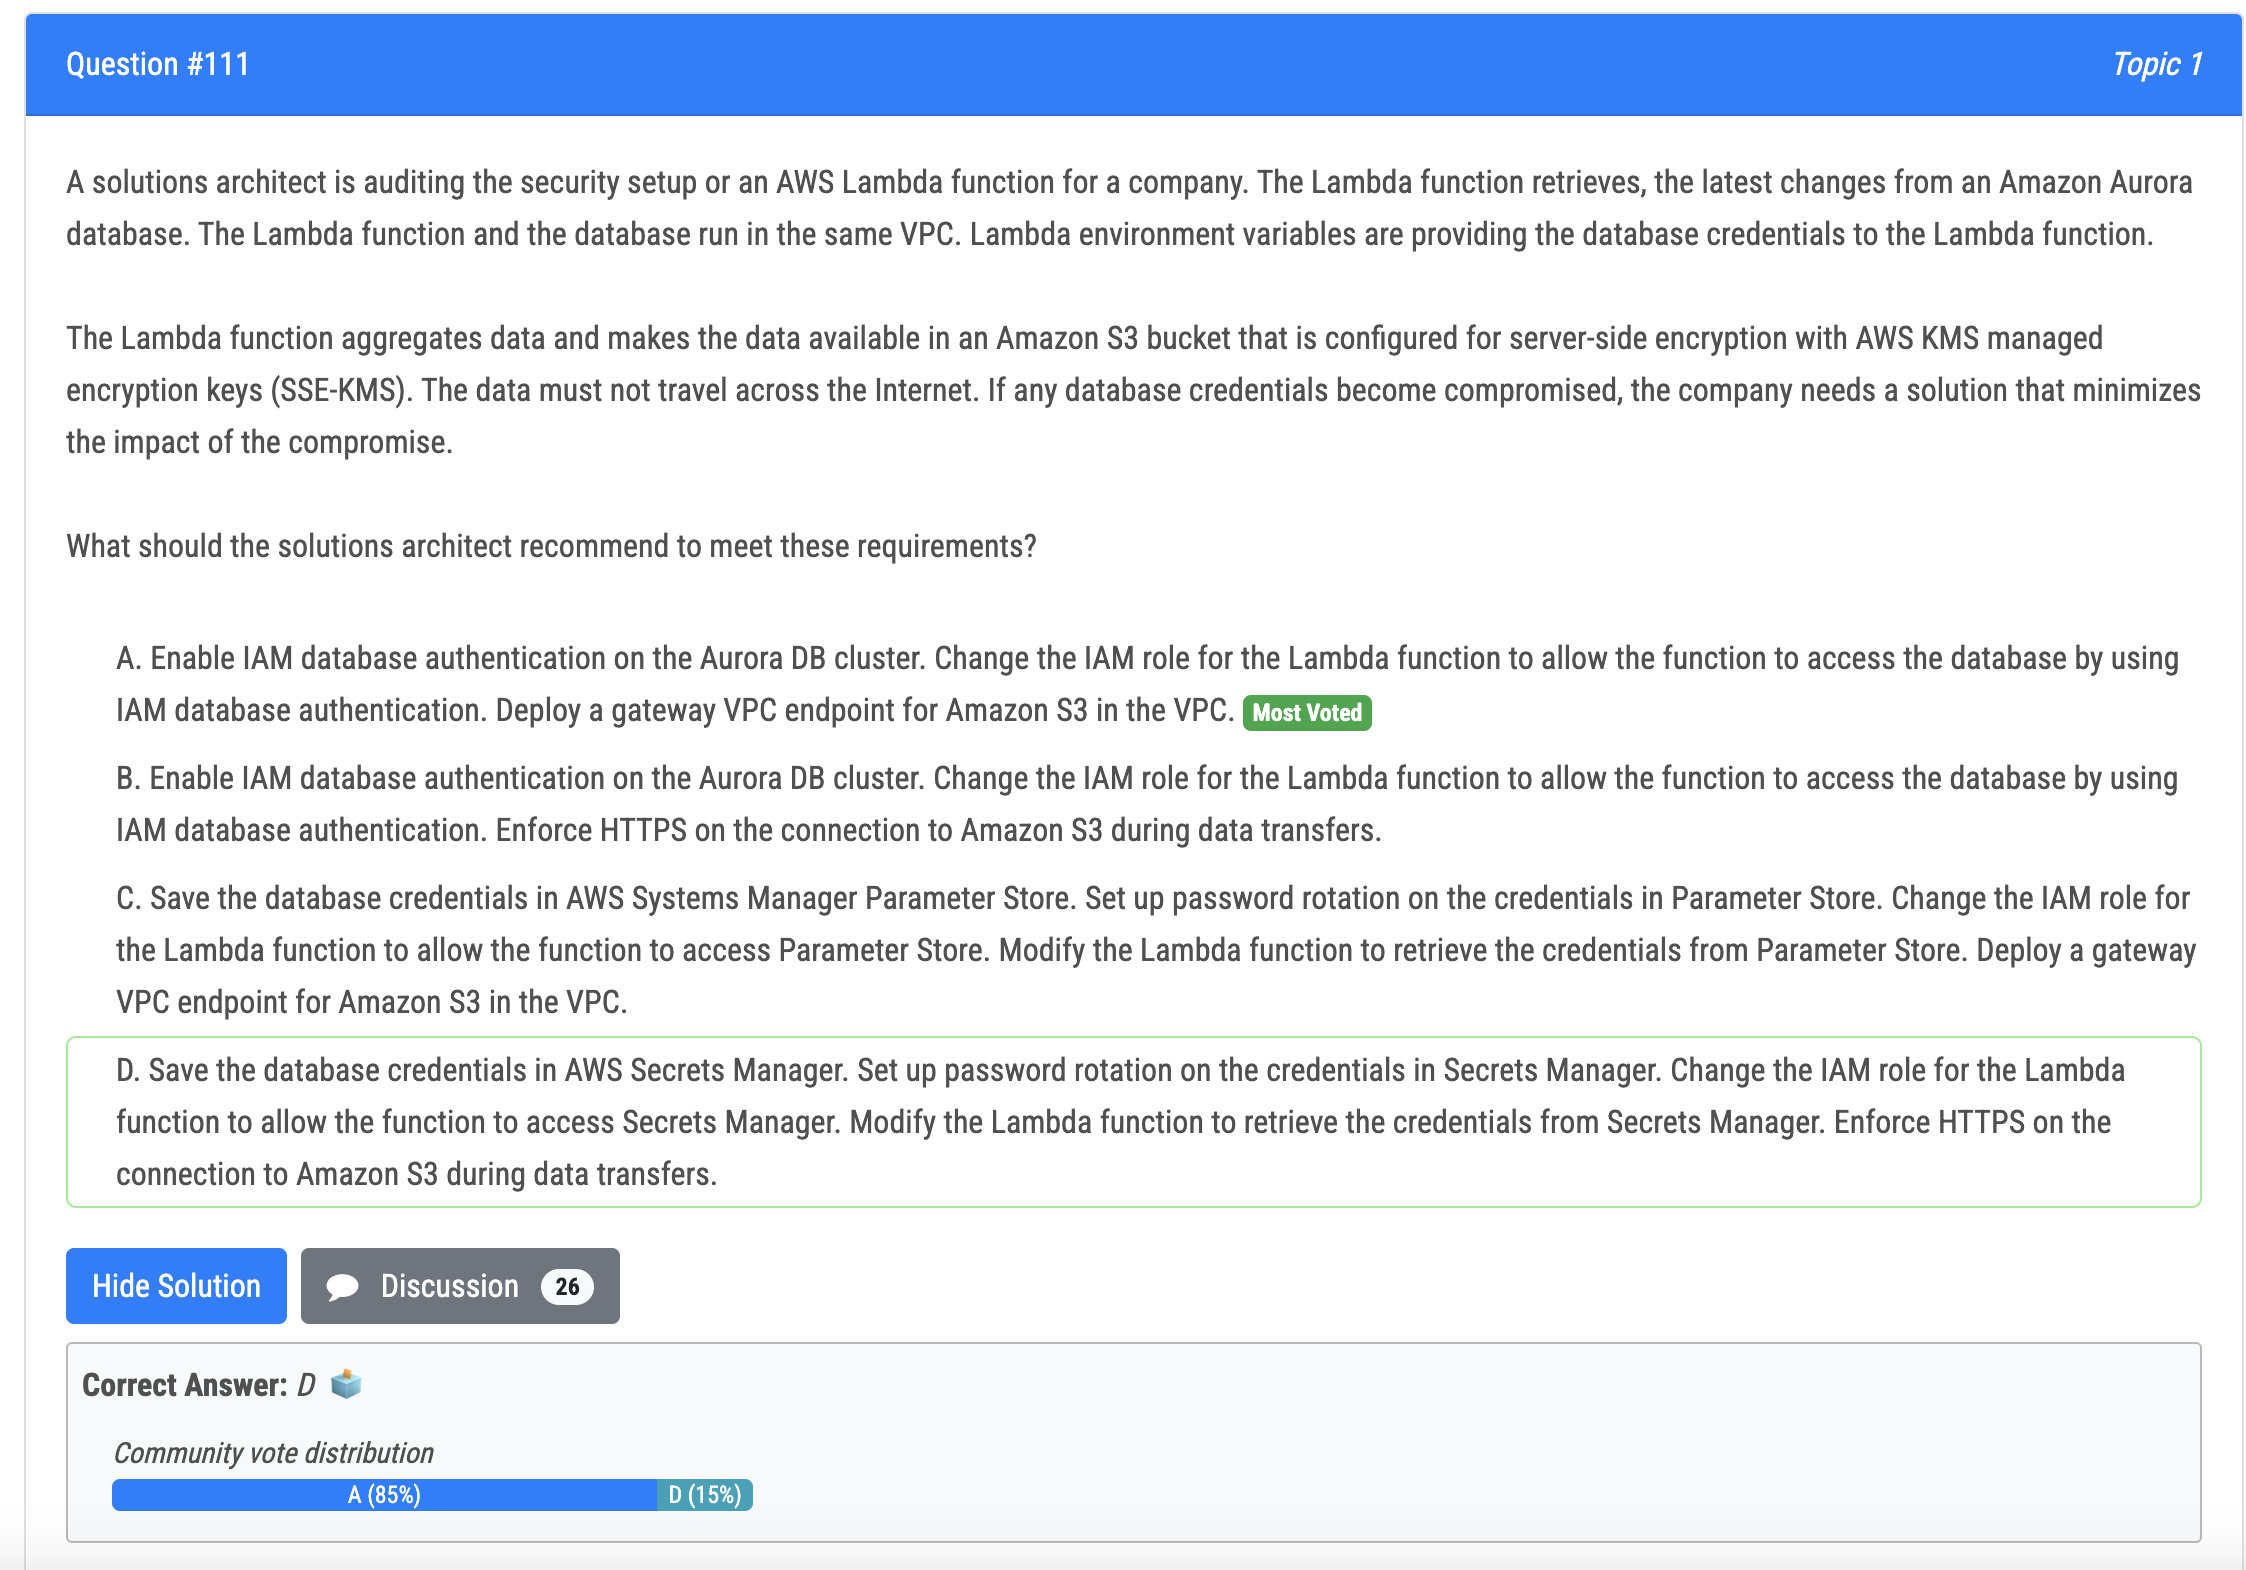 Question #111
Topic 1
A solutions architect is auditing the security setup or an AWS Lambda function for a company. The Lambda function retrieves, the latest changes from an Amazon Aurora
database. The Lambda function and the database run in the same VPC. Lambda environment variables are providing the database credentials to the Lambda function.
The Lambda function aggregates data and makes the data available in an Amazon S3 bucket that is configured for server-side encryption with AWS KMS managed
encryption keys (SSE-KMS). The data must not travel across the Internet. If any database credentials become compromised, the company needs a solution that minimizes
the impact of the compromise.
What should the solutions architect recommend to meet these requirements?
A. Enable IAM database authentication on the Aurora DB cluster. Change the IAM role for the Lambda function to allow the function to access the database by using
IAM database authentication. Deploy a gateway VPC endpoint for Amazon S3 in the VPC. Most Voted
B. Enable IAM database authentication on the Aurora DB cluster. Change the IAM role for the Lambda function to allow the function to access the database by using
IAM database authentication. Enforce HTTPS on the connection to Amazon S3 during data transfers.
C. Save the database credentials in AWS Systems Manager Parameter Store. Set up password rotation on the credentials in Parameter Store. Change the IAM role for
the Lambda function to allow the function to access Parameter Store. Modify the Lambda function to retrieve the credentials from Parameter Store. Deploy a gateway
VPC endpoint for Amazon S3 in the VPC.
D. Save the database credentials in AWS Secrets Manager. Set up password rotation on the credentials in Secrets Manager. Change the IAM role for the Lambda
function to allow the function to access Secrets Manager. Modify the Lambda function to retrieve the credentials from Secrets Manager. Enforce HTTPS on the
connection to Amazon S3 during data transfers.
Hide Solution
Discussion 26
Correct Answer: D
Community vote distribution
A (85%)
D (15%)